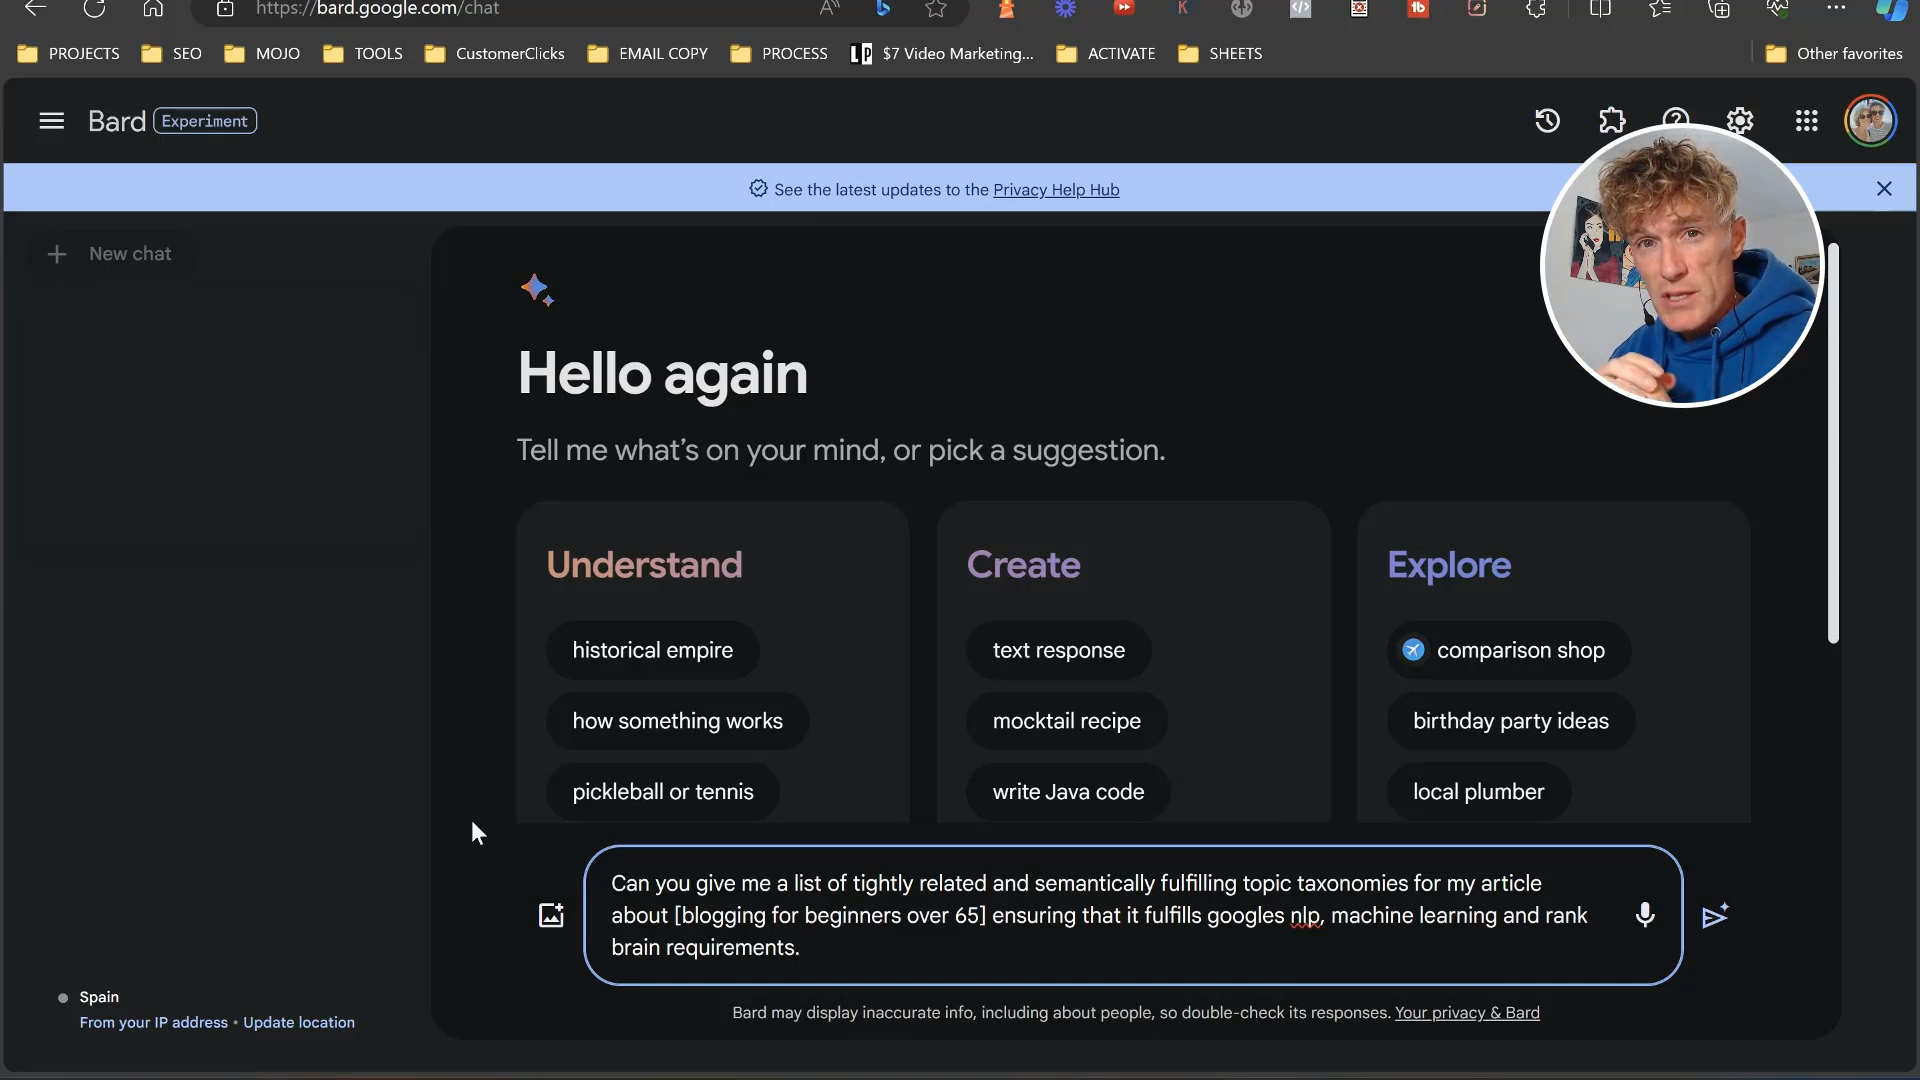 https://bard.google.com/chat
PROJECTS SEO MOJO TOOLS CustomerClicks EMAIL COPY PROCESS $7 Video Marketing... ACTIVATE SHEETS Other favorites
Bard Experiment
See the latest updates to the Privacy Help Hub
New chat
Hello again
Tell me what's on your mind, or pick a suggestion.
Understand
historical empire
how something works
pickleball or tennis
Create
text response
mocktail recipe
write Java code
Explore
comparison shop
birthday party ideas
local plumber
Can you give me a list of tightly related and semantically fulfilling topic taxonomies for my article
about [blogging for beginners over 65] ensuring that it fulfills googles nlp, machine learning and rank
brain requirements.
Spain
From your IP address • Update location
Bard may display inaccurate info, including about people, so double-check its responses. Your privacy & Bard